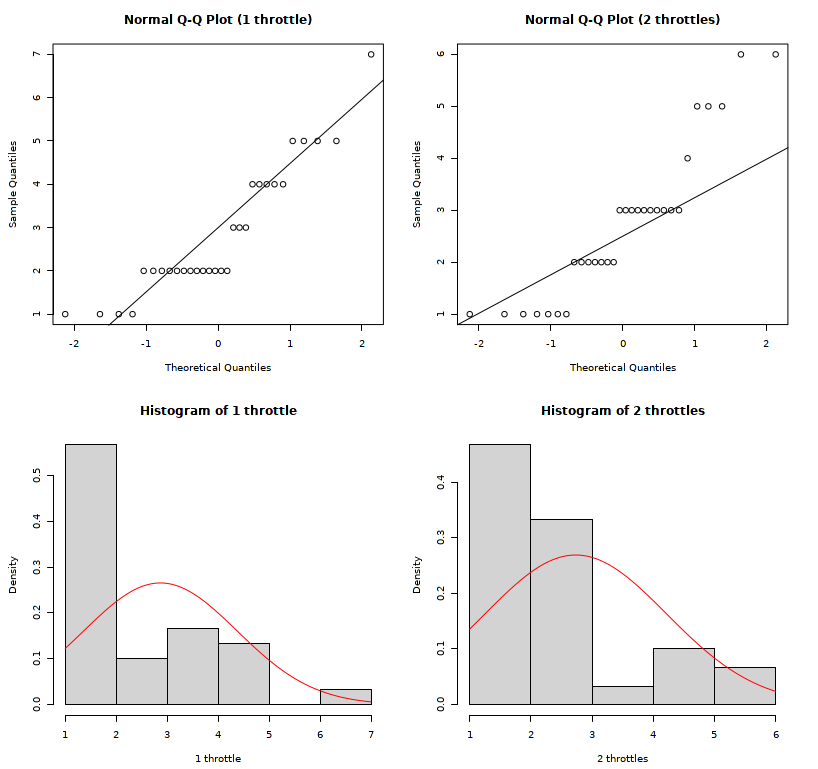 Normal Q-Q Plot (1 throttle)
7
6
5
4
3
2
1
Sample Quantiles
-2 -1 0 1 2
Theoretical Quantiles
Normal Q-Q Plot (2 throttles)
6
5
4
3
2
1
Sample Quantiles
-2 -1 0 1 2
Theoretical Quantiles
Histogram of 1 throttle
0.5
0.4
0.3
0.2
0.1
0.0
Density
1 2 3 4 5 6 7
1 throttle
Histogram of 2 throttles
0.4
0.3
0.2
0.1
0.0
Density
1 2 3 4 5 6
2 throttles